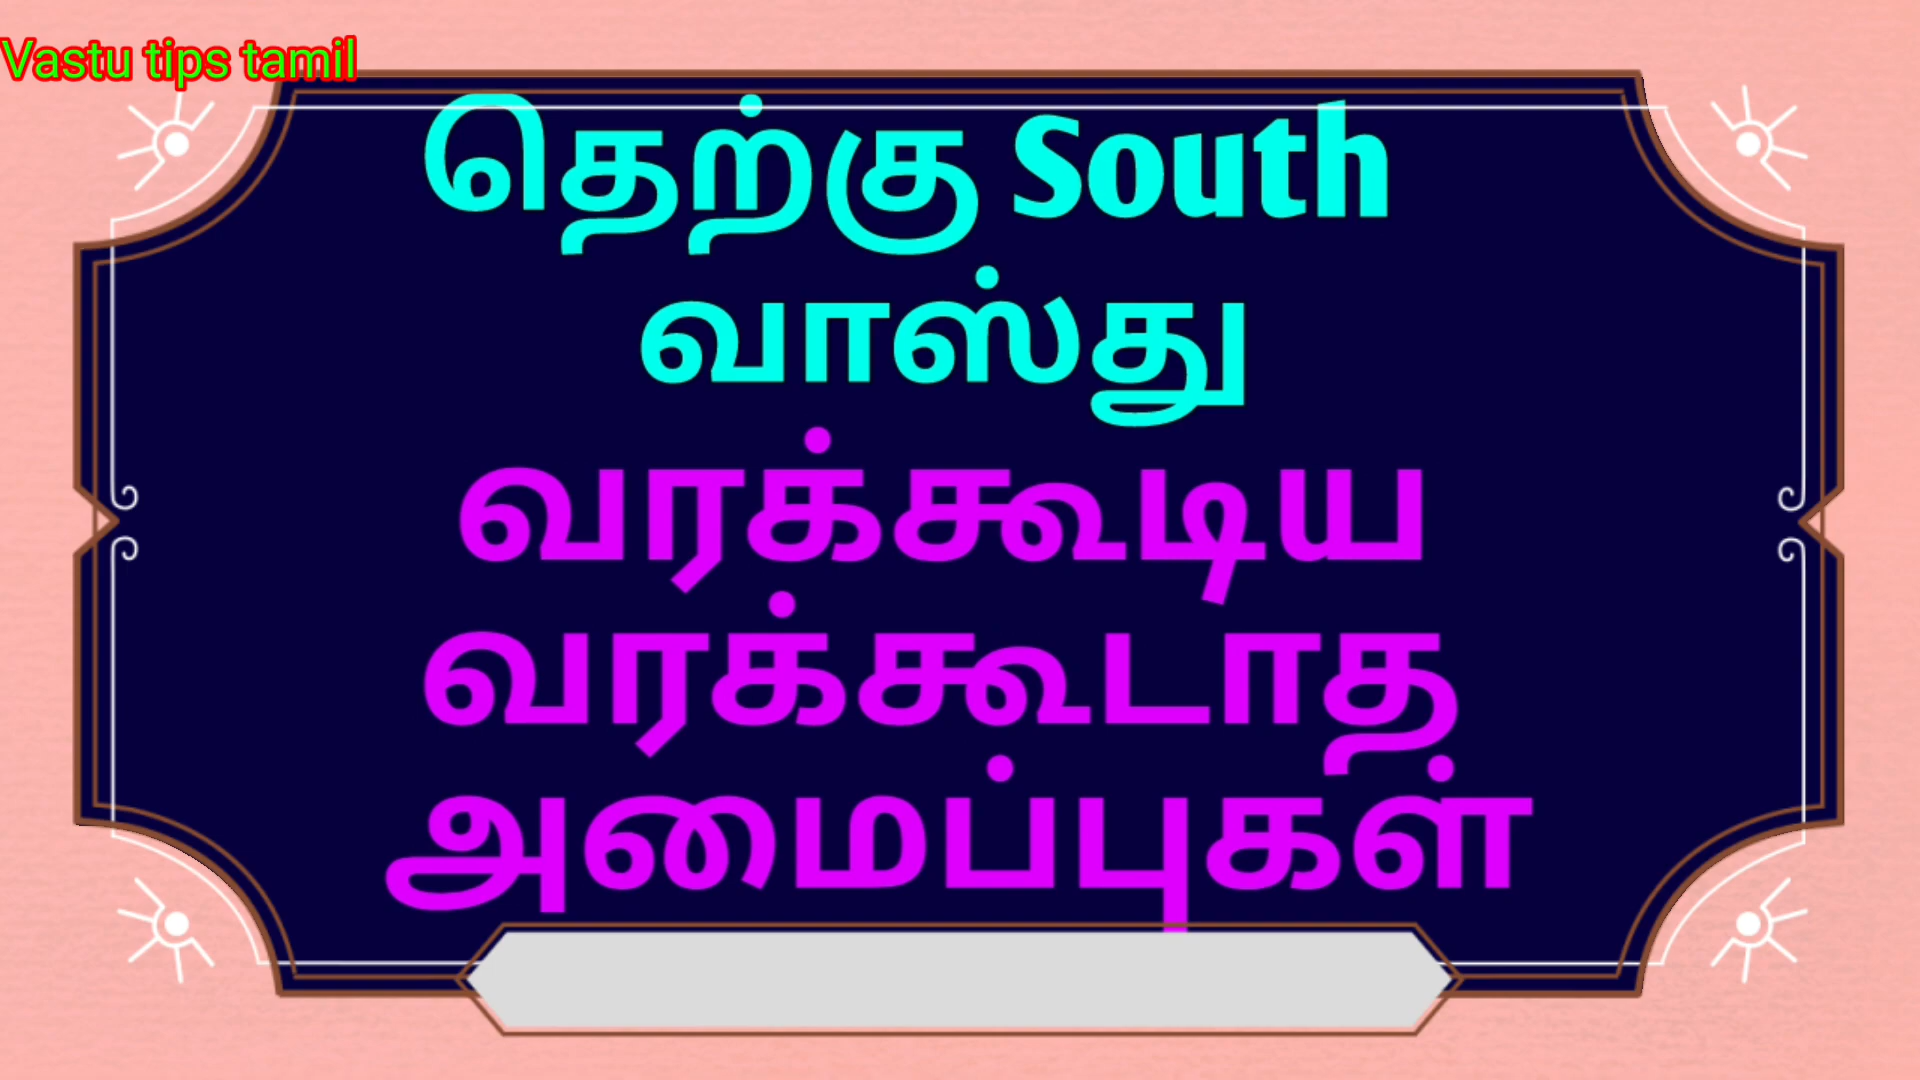 Vastu tips tamil
தெற்கு South
வாஸ்து
வரக்கூடிய
வரக்கூடாத
அமைப்புகள்